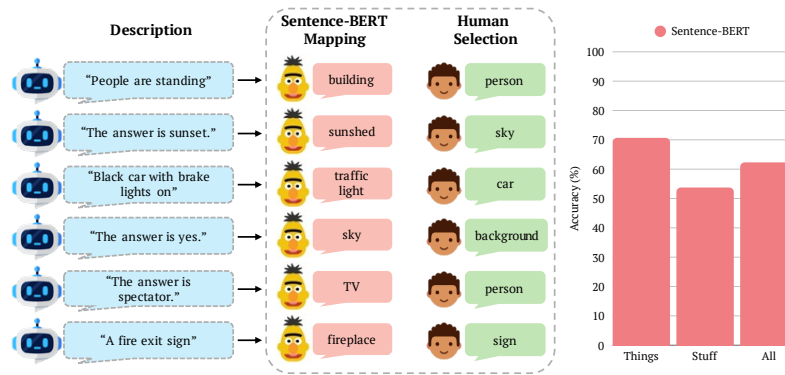 Description
Sentence-BERT
Mapping
Human
Selection
“People are standing”
building
person
“The answer is sunset.”
sunshed
sky
“Black car with brake
lights on”
traffic
light
car
“The answer is yes.”
sky
background
“The answer is
spectator.”
TV
person
“A fire exit sign”
fireplace
sign
Sentence-BERT
Accuracy (%)
100
90
80
70
60
50
40
30
20
10
0
Things
Stuff
All